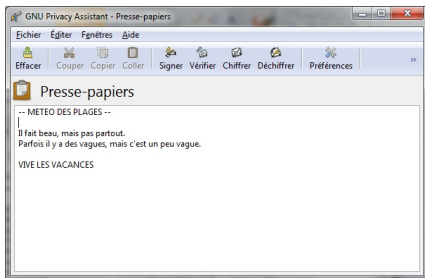 GNU Privacy Assistant - Presse-papiers
Fichier Éditer Fenêtres Aide
Effacer Couper Copier Coller Signer Vérifier Chiffrer Déchiffrer Préférences »
Presse-papiers
-- METEO DES PLAGES --
Il fait beau, mais pas partout.
Parfois il y a des vagues, mais c'est un peu vague.
VIVE LES VACANCES